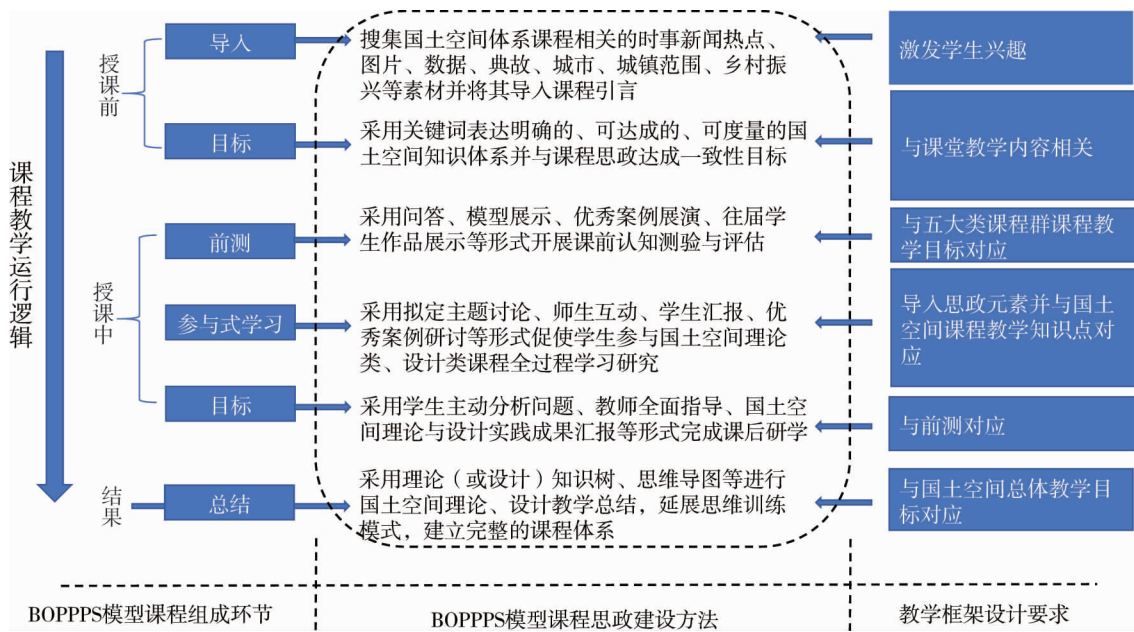 课程教学运行逻辑
授课前
导入
搜集国土空间体系课程相关的时事新闻热点、
图片、数据、典故、城市、城镇范围、乡村振
兴等素材并将其导入课程引言
激发学生兴趣
目标
采用关键词表达明确的、可达成的、可度量的国
土空间知识体系并与课程思政达成一致性目标
与课堂教学内容相关
授课中
前测
采用问答、模型展示、优秀案例展演、往届学
生作品展示等形式开展课前认知测验与评估
与五大类课程群课程教
学目标对应
参与式学习
采用拟定主题讨论、师生互动、学生汇报、优
秀案例研讨等形式促使学生参与国土空间理论
类、设计类课程全过程学习研究
导入思政元素并与国土
空间课程教学知识点对
应
目标
采用学生主动分析问题、教师全面指导、国土空
间理论与设计实践成果汇报等形式完成课后研学
与前测对应
结果
总结
采用理论（或设计）知识树、思维导图等进行
国土空间理论、设计教学总结，延展思维训练
模式，建立完整的课程体系
与国土空间总体教学目
标对应
BOPPPS模型课程组成环节
BOPPPS模型课程思政建设方法
教学框架设计要求